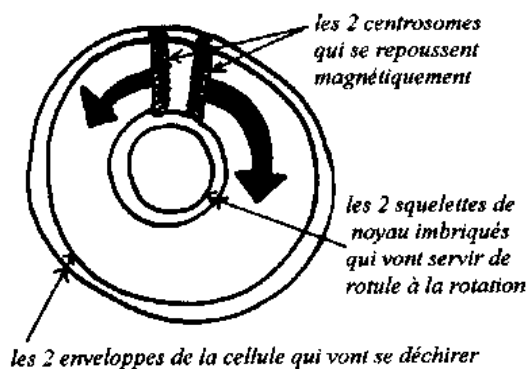 les 2 centrosomes
qui se repoussent
magnétiquement
les 2 squelettes de
noyau imbriqués
qui vont servir de
rotule à la rotation
les 2 enveloppes de la cellule qui vont se déchirer